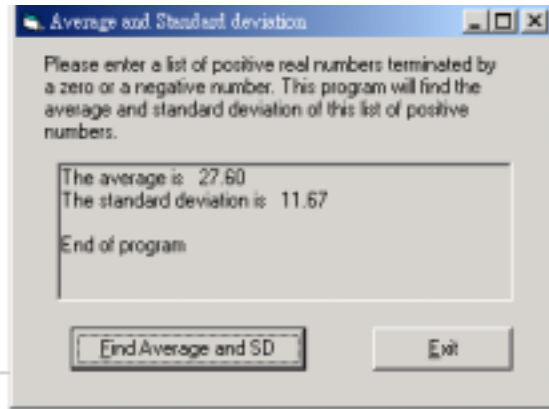 Average and Standard deviation
Please enter a list of positive real numbers terminated by
a zero or a negative number. This program will find the
average and standard deviation of this list of positive
numbers.
The average is 27.60
The standard deviation is 11.67
End of program
Find Average and SD
Exit